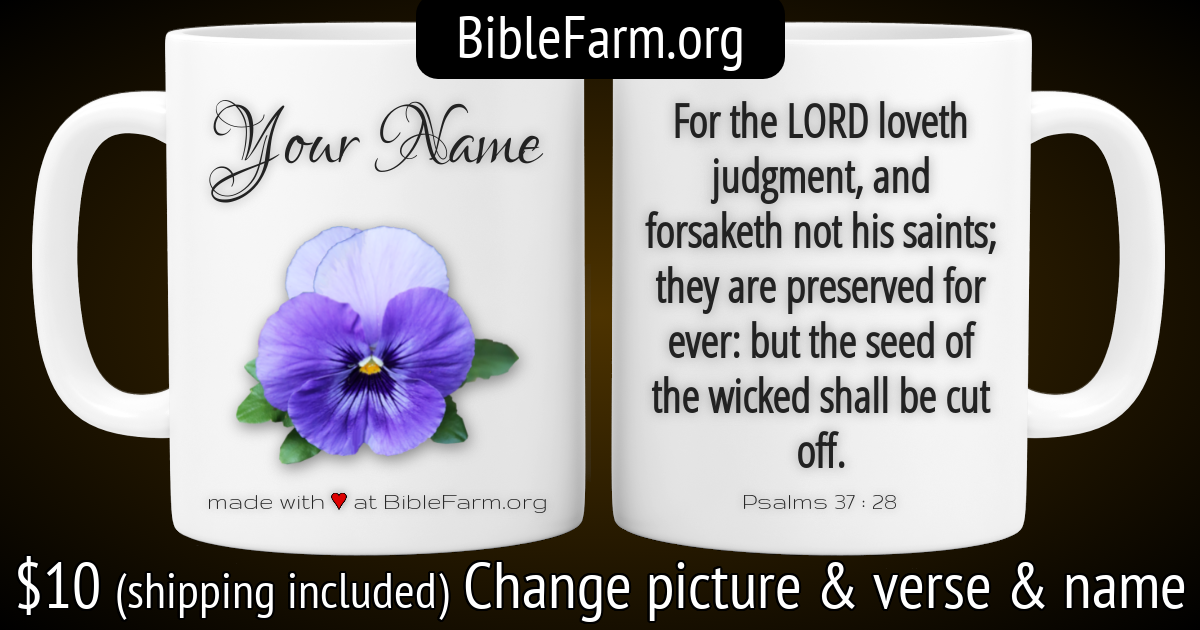 BibleFarm.org
Your Name
made with ♥ at BibleFarm.org
For the LORD loveth
judgment, and
forsaketh not his saints;
they are preserved for
ever: but the seed of
the wicked shall be cut
off.
Psalms 37 : 28
$10 (shipping included) Change picture & verse & name